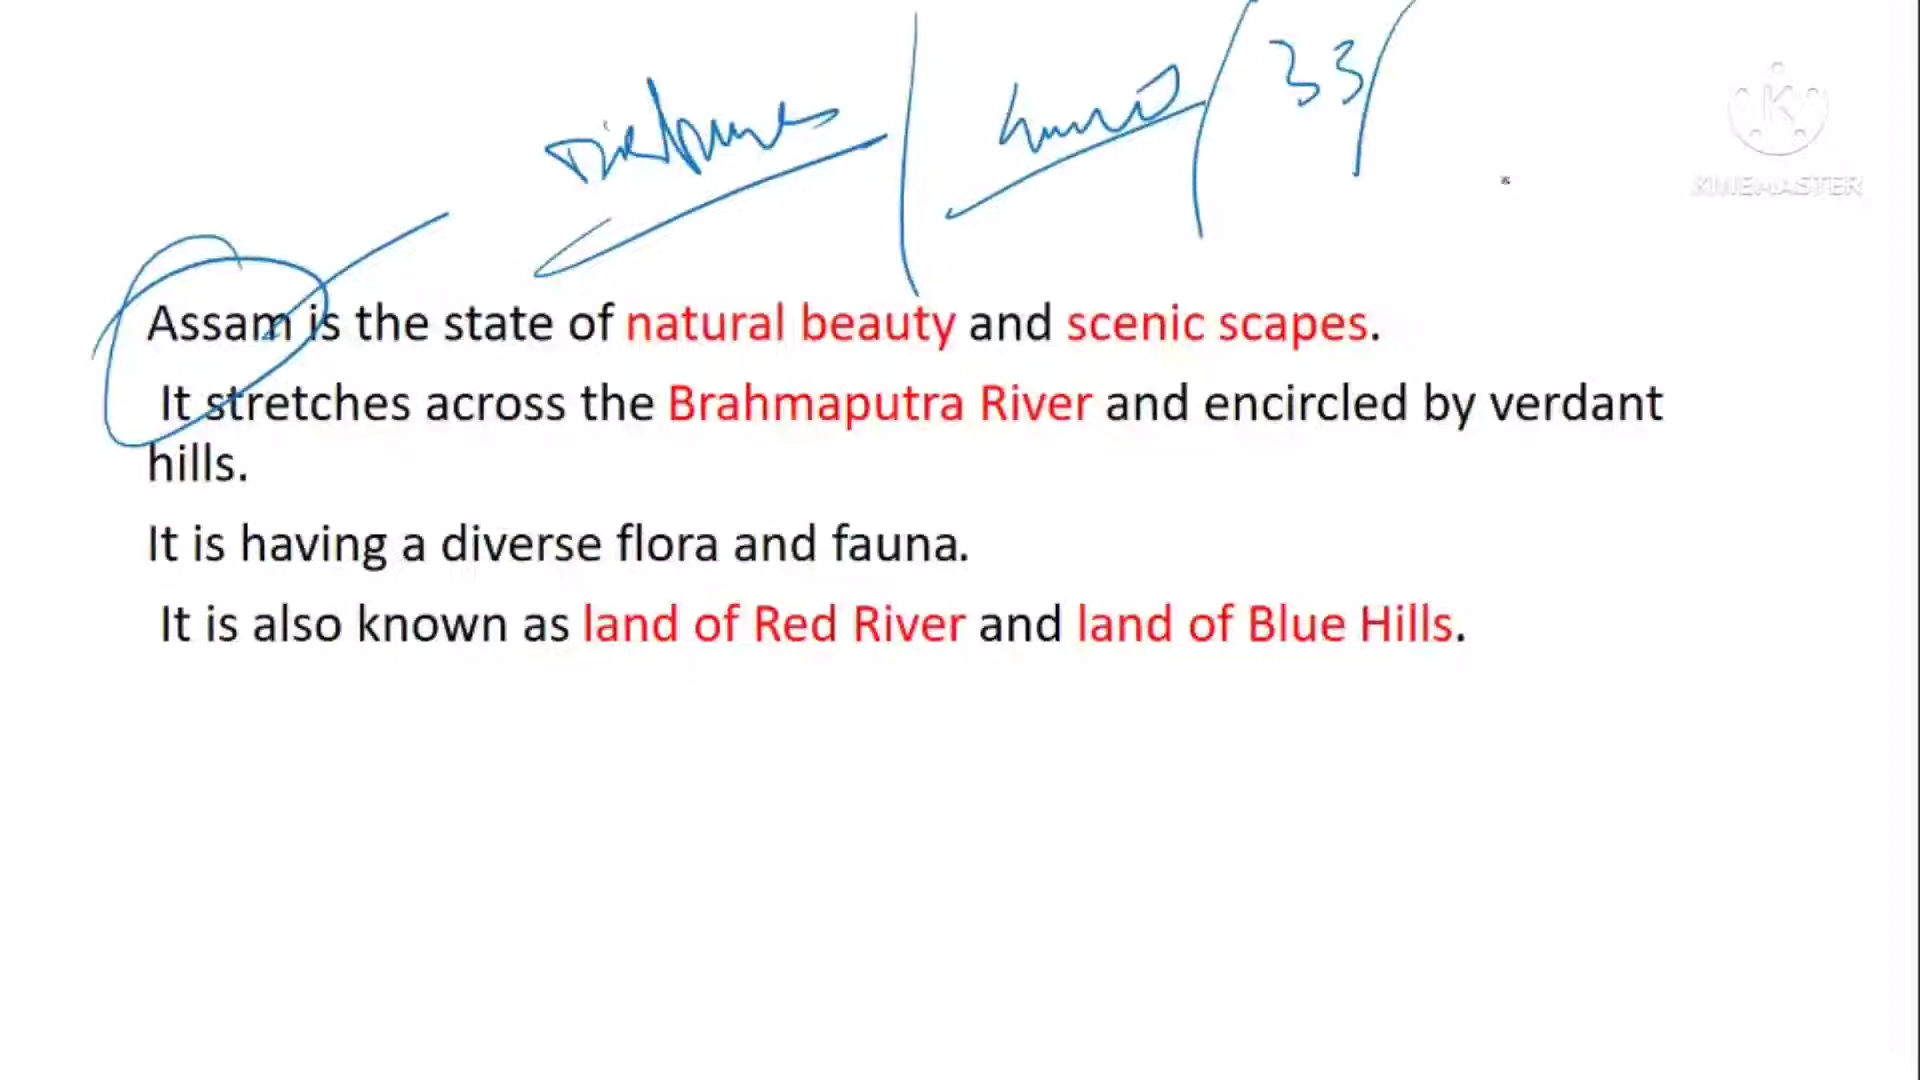 33
KINEMASTER
Assam is the state of natural beauty and scenic scapes.
It stretches across the Brahmaputra River and encircled by verdant
hills.
It is having a diverse flora and fauna.
It is also known as land of Red River and land of Blue Hills.